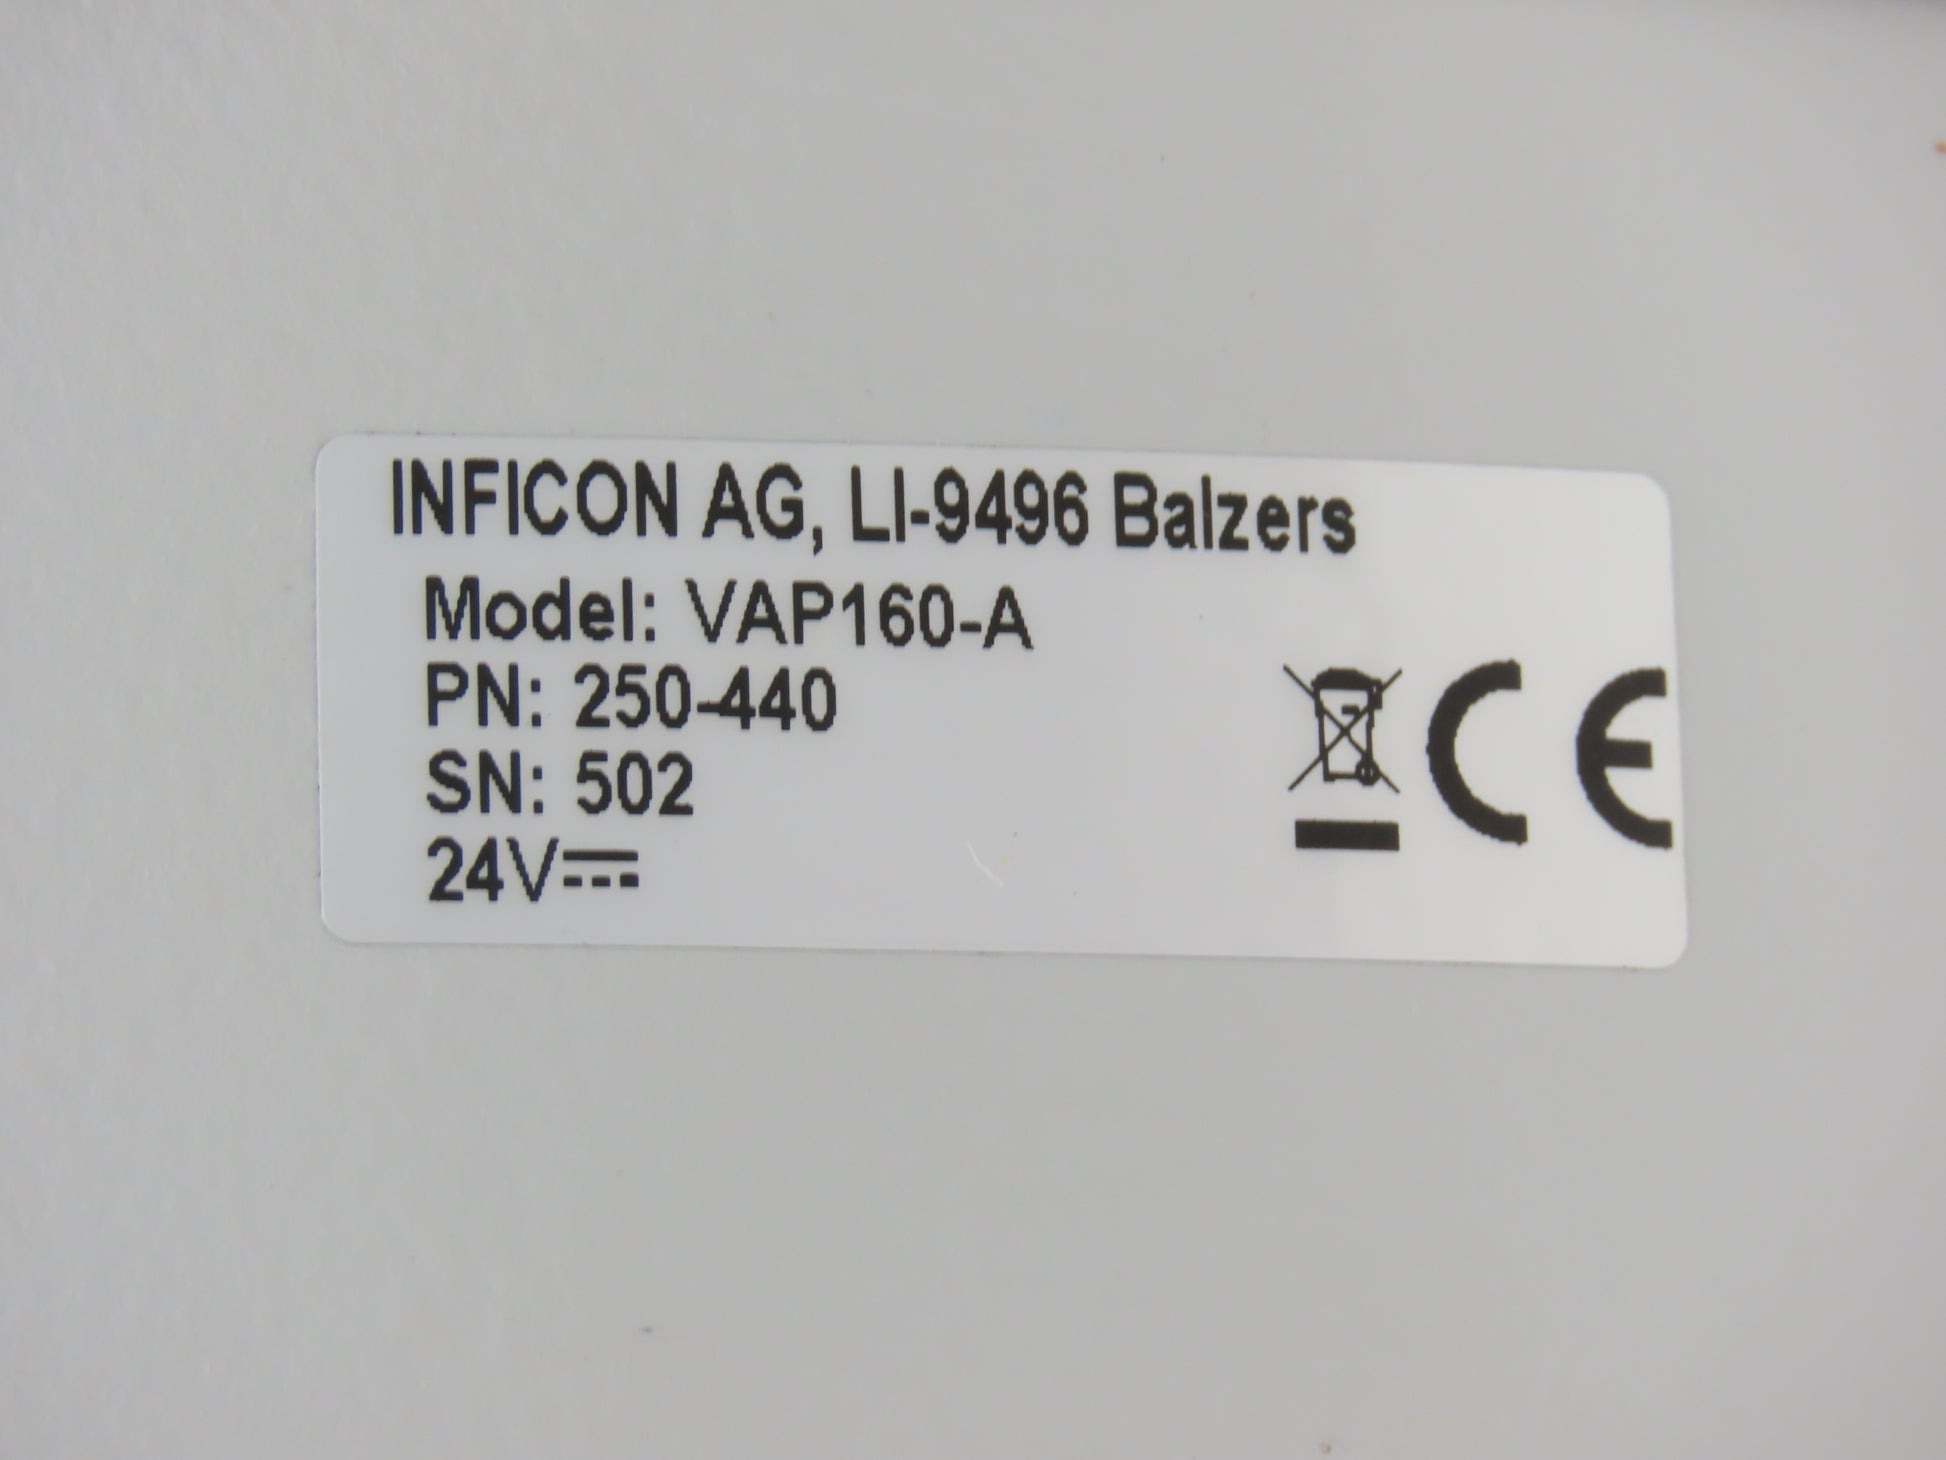 INFICON AG, LI-9496 Balzers
Model: VAP160-A
PN: 250-440
SN: 502
24V⎓
CE